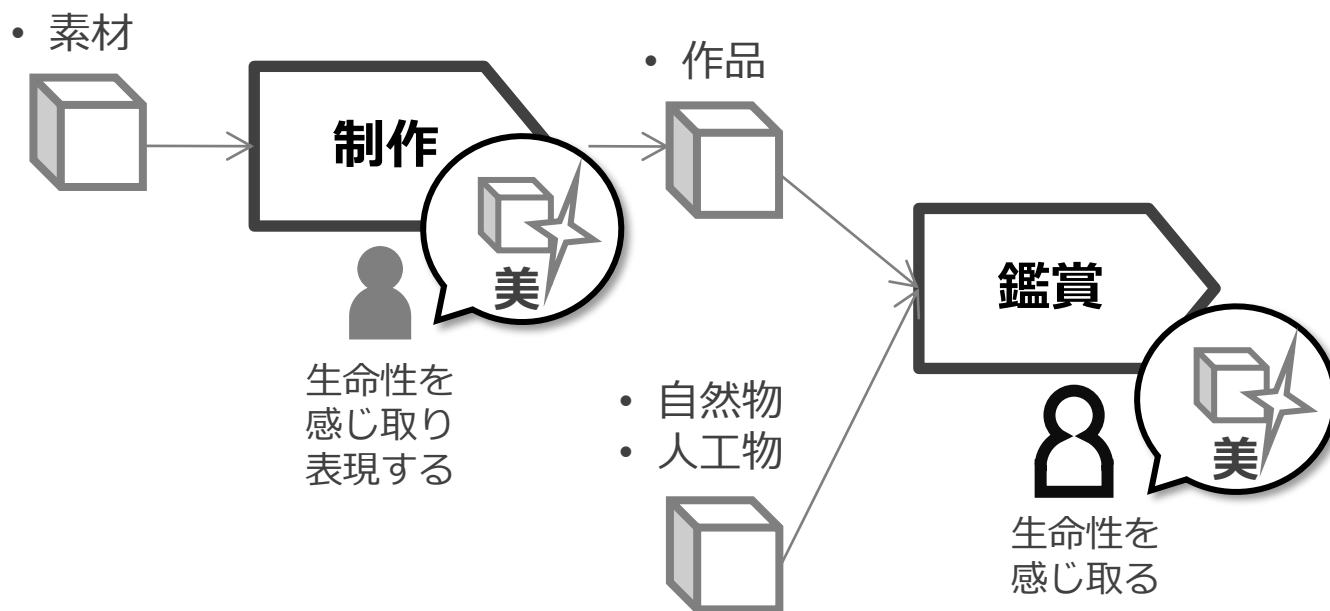 • 素材
制作
美
生命性を
感じ取り
表現する
• 作品
• 自然物
• 人工物
鑑賞
美
生命性を
感じ取る